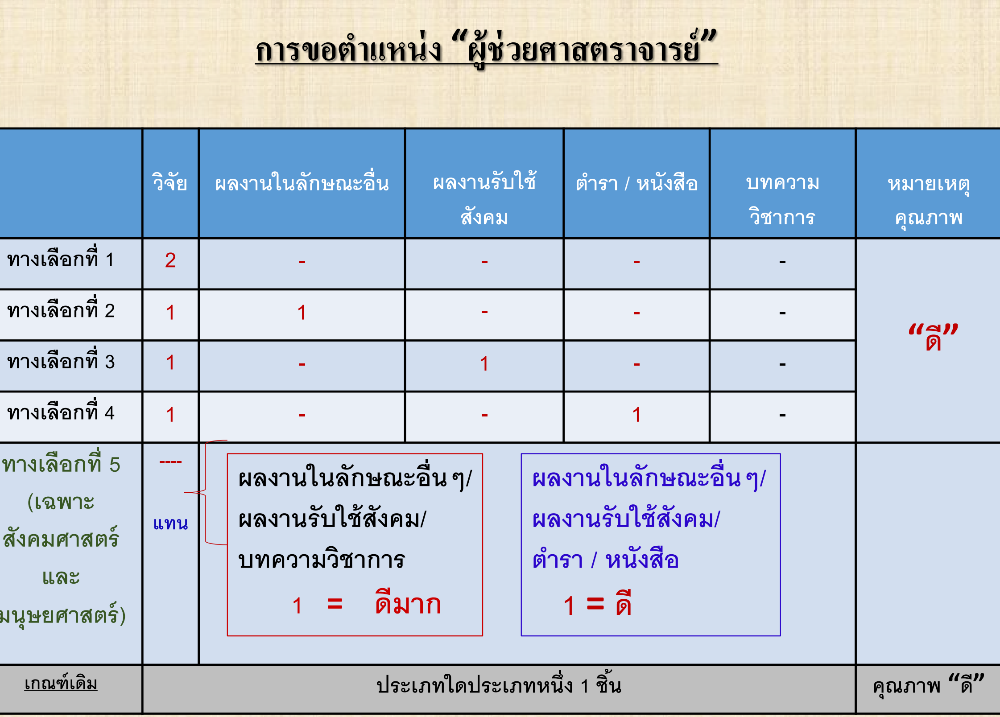 การขอตำแหน่ง “ผู้ช่วยศาสตราจารย์”
วิจัย ผลงานในลักษณะอื่น ผลงานรับใช้ ตำรา / หนังสือ บทความ หมายเหตุ
สังคม วิชาการ คุณภาพ
ทางเลือกที่ 1 2 - - - -
ทางเลือกที่ 2 1 1 - - -
“ดี”
ทางเลือกที่ 3 1 - 1 - -
ทางเลือกที่ 4 1 - - 1 -
ทางเลือกที่ 5
(เฉพาะ
สังคมศาสตร์
และ
มนุษยศาสตร์)
----
แทน
ผลงานในลักษณะอื่น ๆ/
ผลงานรับใช้สังคม/
บทความวิชาการ
1 = ดีมาก
ผลงานในลักษณะอื่น ๆ/
ผลงานรับใช้สังคม/
ตำรา / หนังสือ
1 = ดี
เกณฑ์เดิม ประเภทใดประเภทหนึ่ง 1 ชิ้น คุณภาพ “ดี”